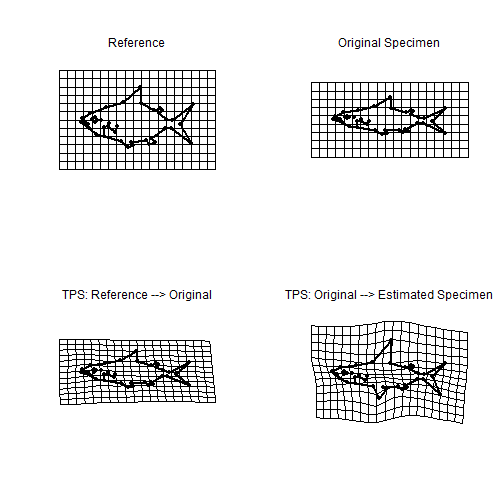 Reference
Original Specimen
TPS: Reference --> Original
TPS: Original --> Estimated Specimen